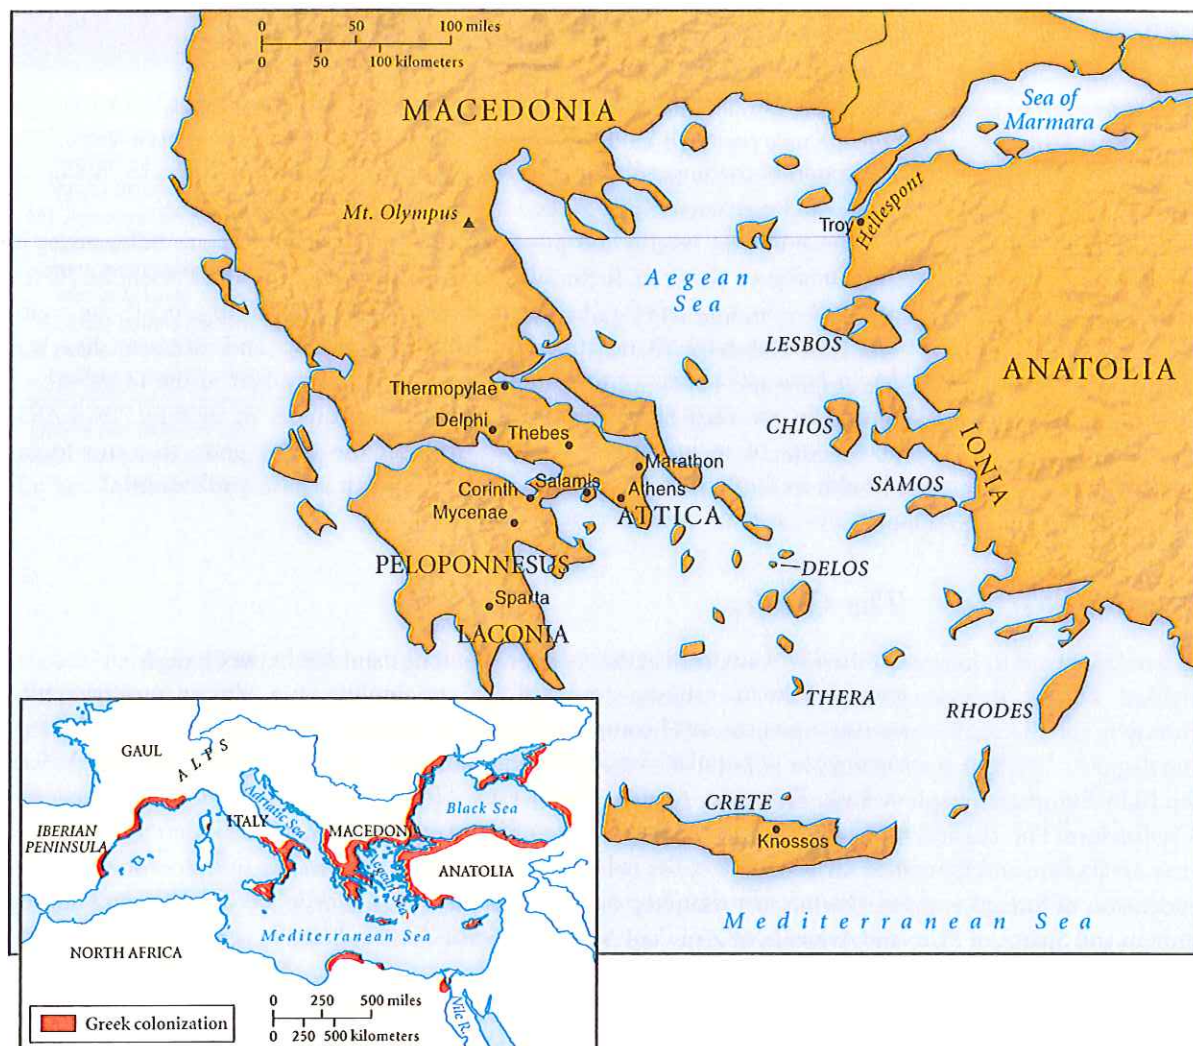 0 50 100 miles
0 50 100 kilometers
MACEDONIA
Sea of
Marmara
Mt. Olympus
Troy
Hellespont
Aegean
Sea
LESBOS
ANATOLIA
Thermopylae
Delphi
Thebes
CHIOS
IONIA
Marathon
Salamis
SAMOS
Corinth
Athens
Mycenae
ATTICA
PELOPONNESUS
DELOS
Sparta
LACONIA
THERA
RHODES
CRETE
Knossos
Mediterranean Sea
GAUL
ALPS
Adriatic Sea
Black Sea
ITALY
MACEDONIA
IBERIAN
PENINSULA
Aegean Sea
ANATOLIA
Mediterranean Sea
NORTH AFRICA
Nile R.
0 250 500 miles
0 250 500 kilometers
Greek colonization